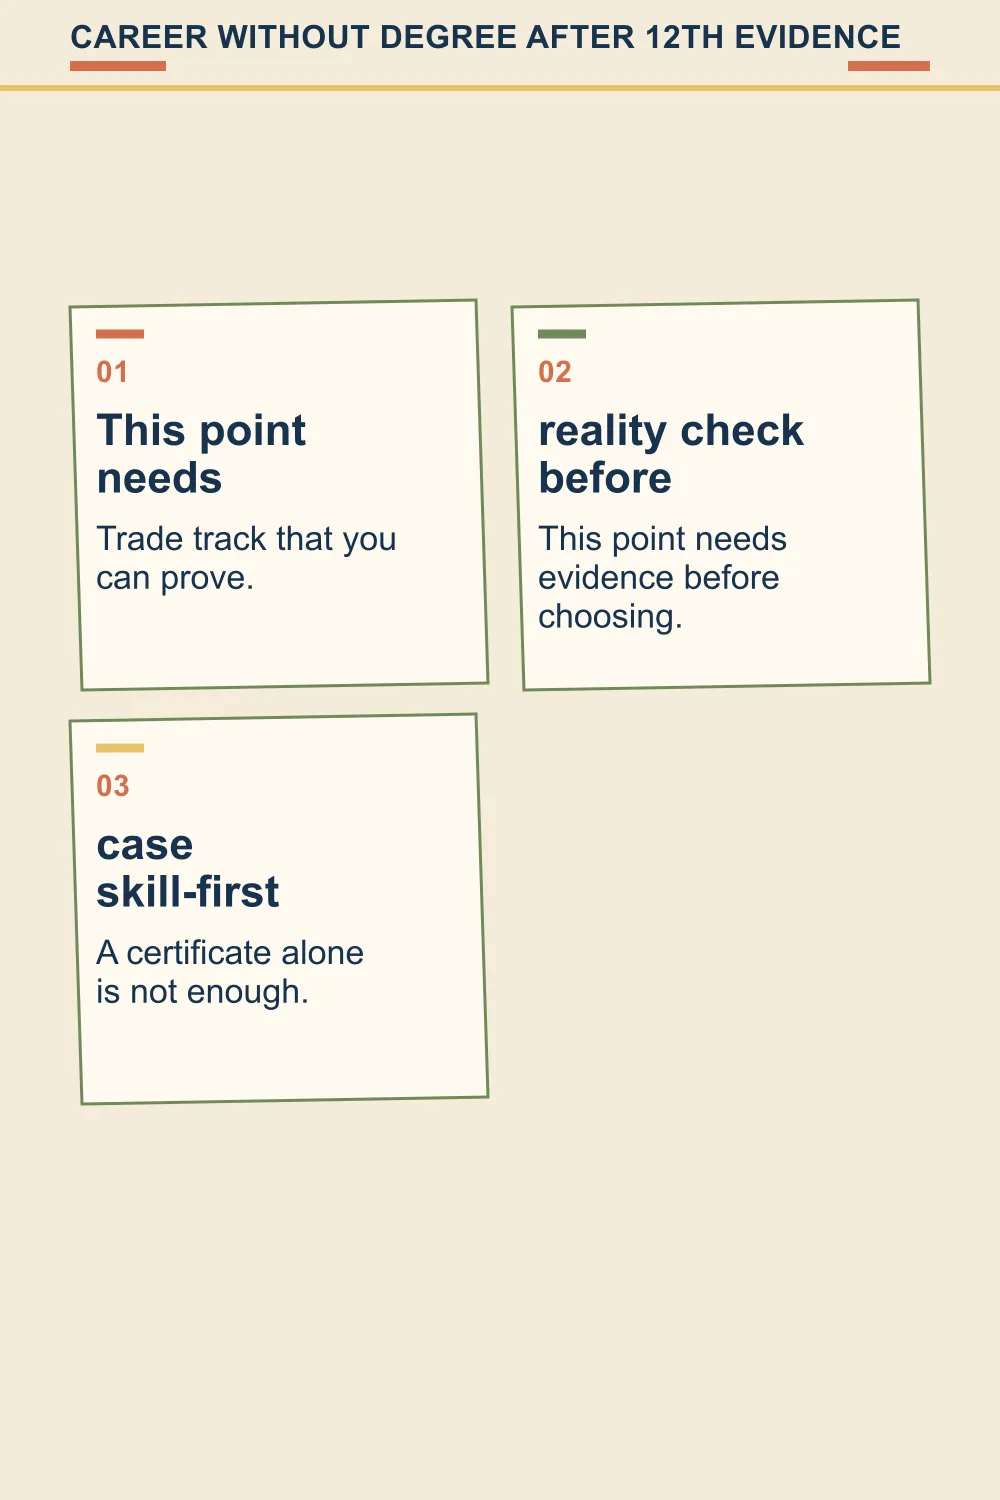 CAREER WITHOUT DEGREE AFTER 12TH EVIDENCE
01
This point
needs
Trade track that you
can prove.
02
reality check
before
This point needs
evidence before
choosing.
03
case
skill-first
A certificate alone
is not enough.